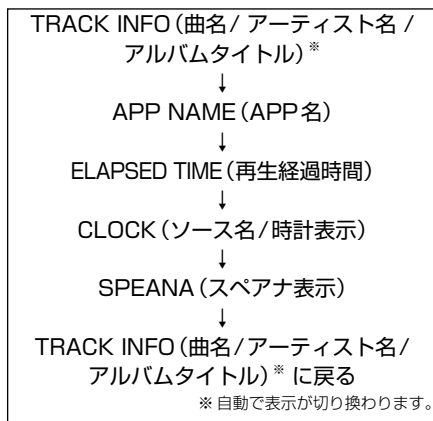 TRACK INFO（曲名/ アーティスト名 /
アルバムタイトル）※
↓
APP NAME（APP名）
↓
ELAPSED TIME（再生経過時間）
↓
CLOCK（ソース名/時計表示）
↓
SPEANA（スペアナ表示）
↓
TRACK INFO（曲名/アーティスト名/
アルバムタイトル）※ に戻る
※ 自動で表示が切り換わります。